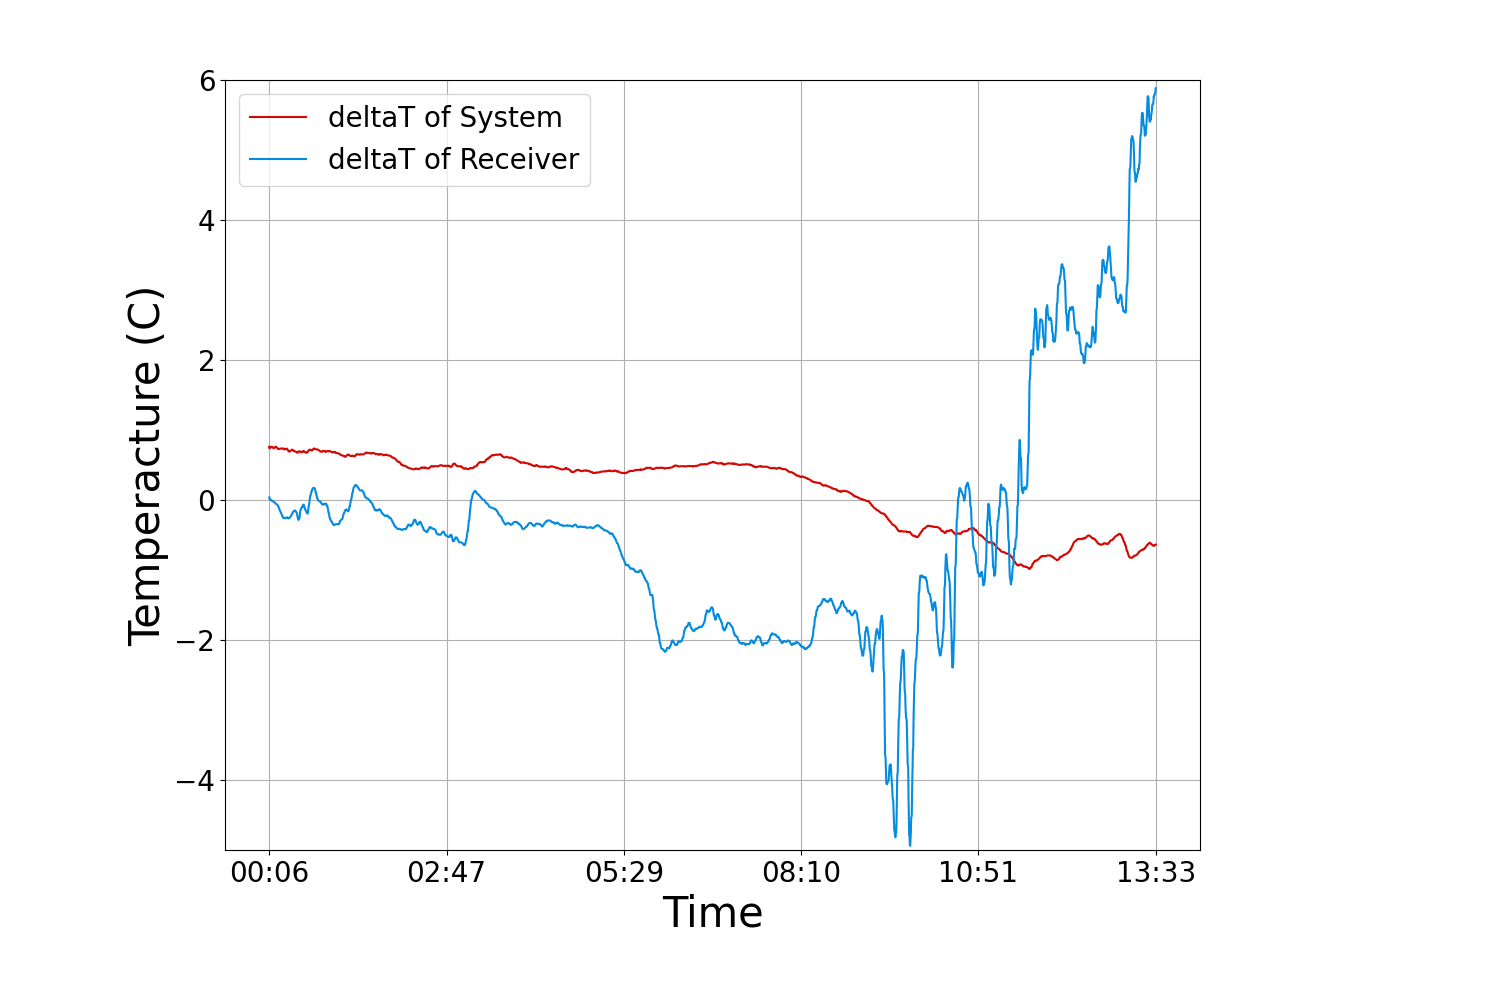 6
4
2
0
−2
−4
Temperacture (C)
deltaT of System
deltaT of Receiver
00:06 02:47 05:29 08:10 10:51 13:33
Time